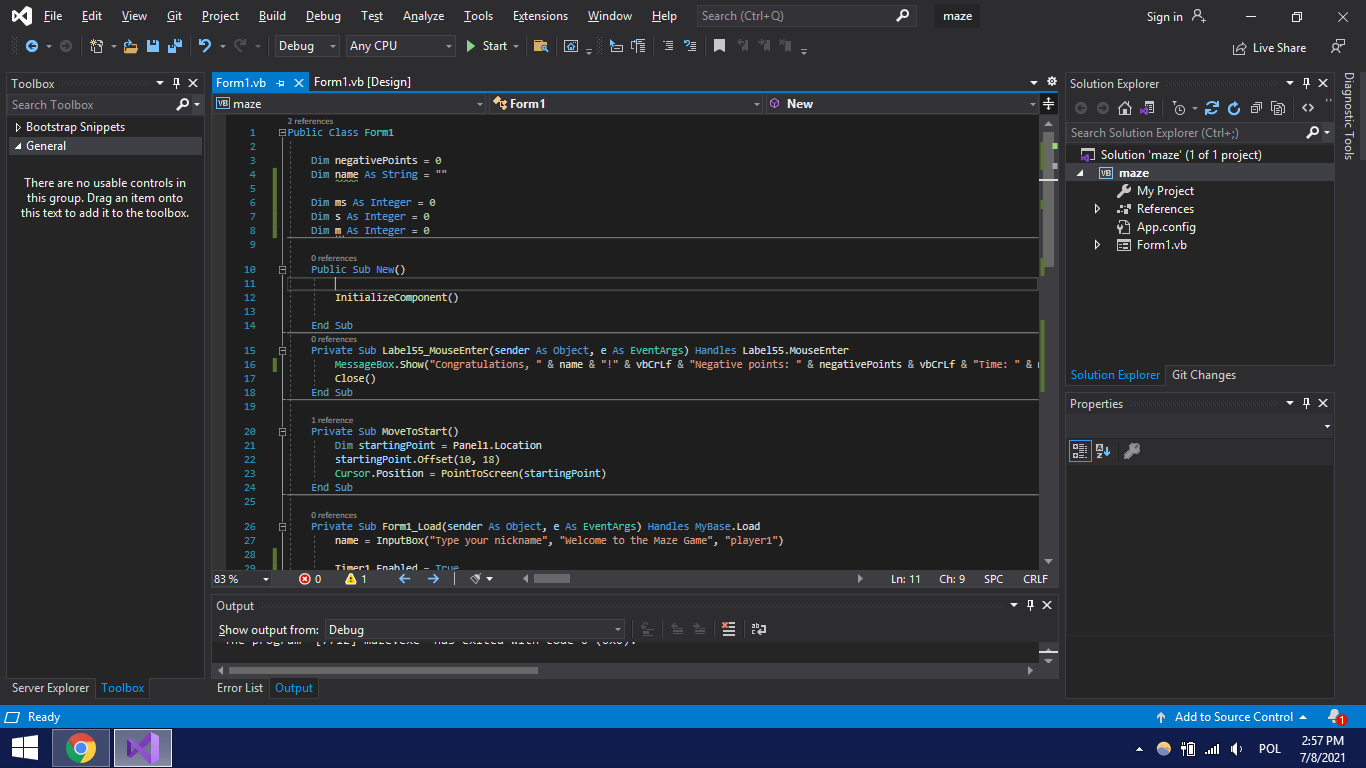 File Edit View Git Project Build Debug Test Analyze Tools Extensions Window Help Search (Ctrl+Q) maze Sign in
Debug Any CPU Start Live Share
Toolbox
Search Toolbox
Bootstrap Snippets
General
There are no usable controls in
this group. Drag an item onto
this text to add it to the toolbox.
Server Explorer Toolbox
Form1.vb Form1.vb [Design]
VB maze Form1 New
2 references
1 Public Class Form1
2
3 Dim negativePoints = 0
4 Dim name As String = ""
5
6 Dim ms As Integer = 0
7 Dim s As Integer = 0
8 Dim m As Integer = 0
9
0 references
10 Public Sub New()
11
12 InitializeComponent()
13
14 End Sub
0 references
15 Private Sub Label55_MouseEnter(sender As Object, e As EventArgs) Handles Label55.MouseEnter
16 MessageBox.Show("Congratulations, " & name & "!" & vbCrLf & "Negative points: " & negativePoints & vbCrLf & "Time: " &
17 Close()
18 End Sub
19
1 reference
20 Private Sub MoveToStart()
21 Dim startingPoint = Panel1.Location
22 startingPoint.Offset(10, 18)
23 Cursor.Position = PointToScreen(startingPoint)
24 End Sub
25
0 references
26 Private Sub Form1_Load(sender As Object, e As EventArgs) Handles MyBase.Load
27 name = InputBox("Type your nickname", "Welcome to the Maze Game", "player1")
28
29 Timer1.Enabled = True
83 % 0 1 Ln: 11 Ch: 9 SPC CRLF
Output
Show output from: Debug
Error List Output
Solution Explorer
Search Solution Explorer (Ctrl+;)
Solution 'maze' (1 of 1 project)
VB maze
My Project
References
App.config
Form1.vb
Solution Explorer Git Changes
Properties
Diagnostic Tools
Ready Add to Source Control 1
POL 2:57 PM
7/8/2021